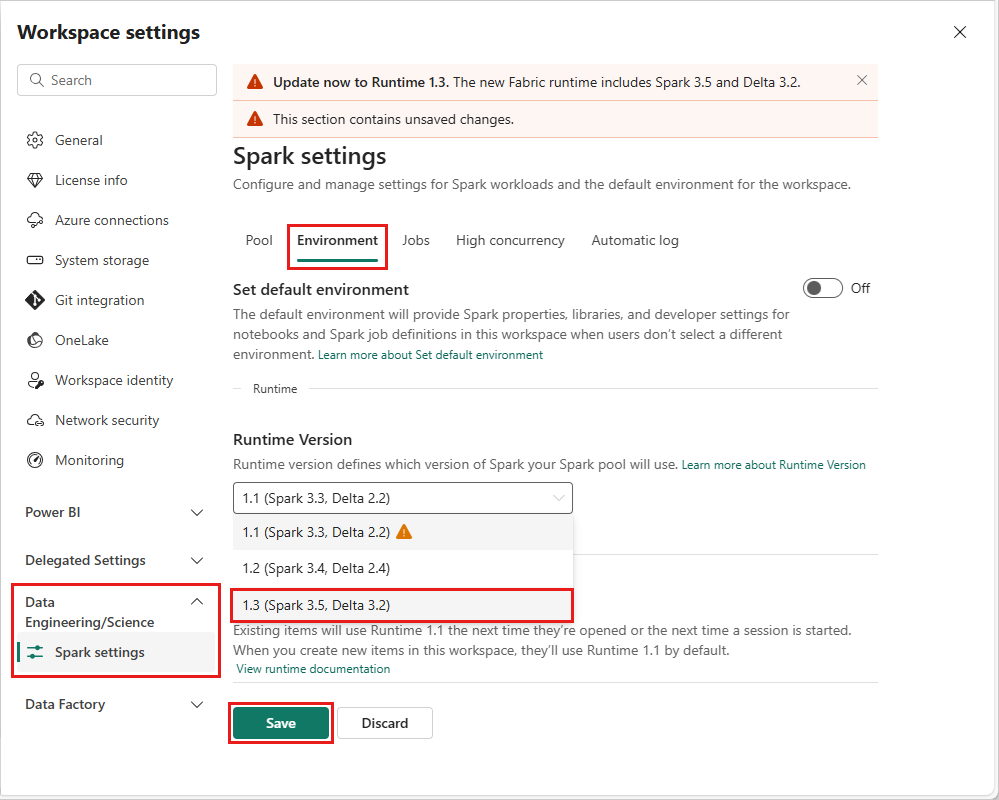 Workspace settings
Search
General
License info
Azure connections
System storage
Git integration
OneLake
Workspace identity
Network security
Monitoring
Power BI
Delegated Settings
Data
Engineering/Science
Spark settings
Data Factory
Update now to Runtime 1.3. The new Fabric runtime includes Spark 3.5 and Delta 3.2.
This section contains unsaved changes.
Spark settings
Configure and manage settings for Spark workloads and the default environment for the workspace.
Pool Environment Jobs High concurrency Automatic log
Set default environment Off
The default environment will provide Spark properties, libraries, and developer settings for
notebooks and Spark job definitions in this workspace when users don’t select a different
environment. Learn more about Set default environment
Runtime
Runtime Version
Runtime version defines which version of Spark your Spark pool will use. Learn more about Runtime Version
1.1 (Spark 3.3, Delta 2.2)
1.1 (Spark 3.3, Delta 2.2)
1.2 (Spark 3.4, Delta 2.4)
1.3 (Spark 3.5, Delta 3.2)
Existing items will use Runtime 1.1 the next time they’re opened or the next time a session is started.
When you create new items in this workspace, they’ll use Runtime 1.1 by default.
View runtime documentation
Save Discard